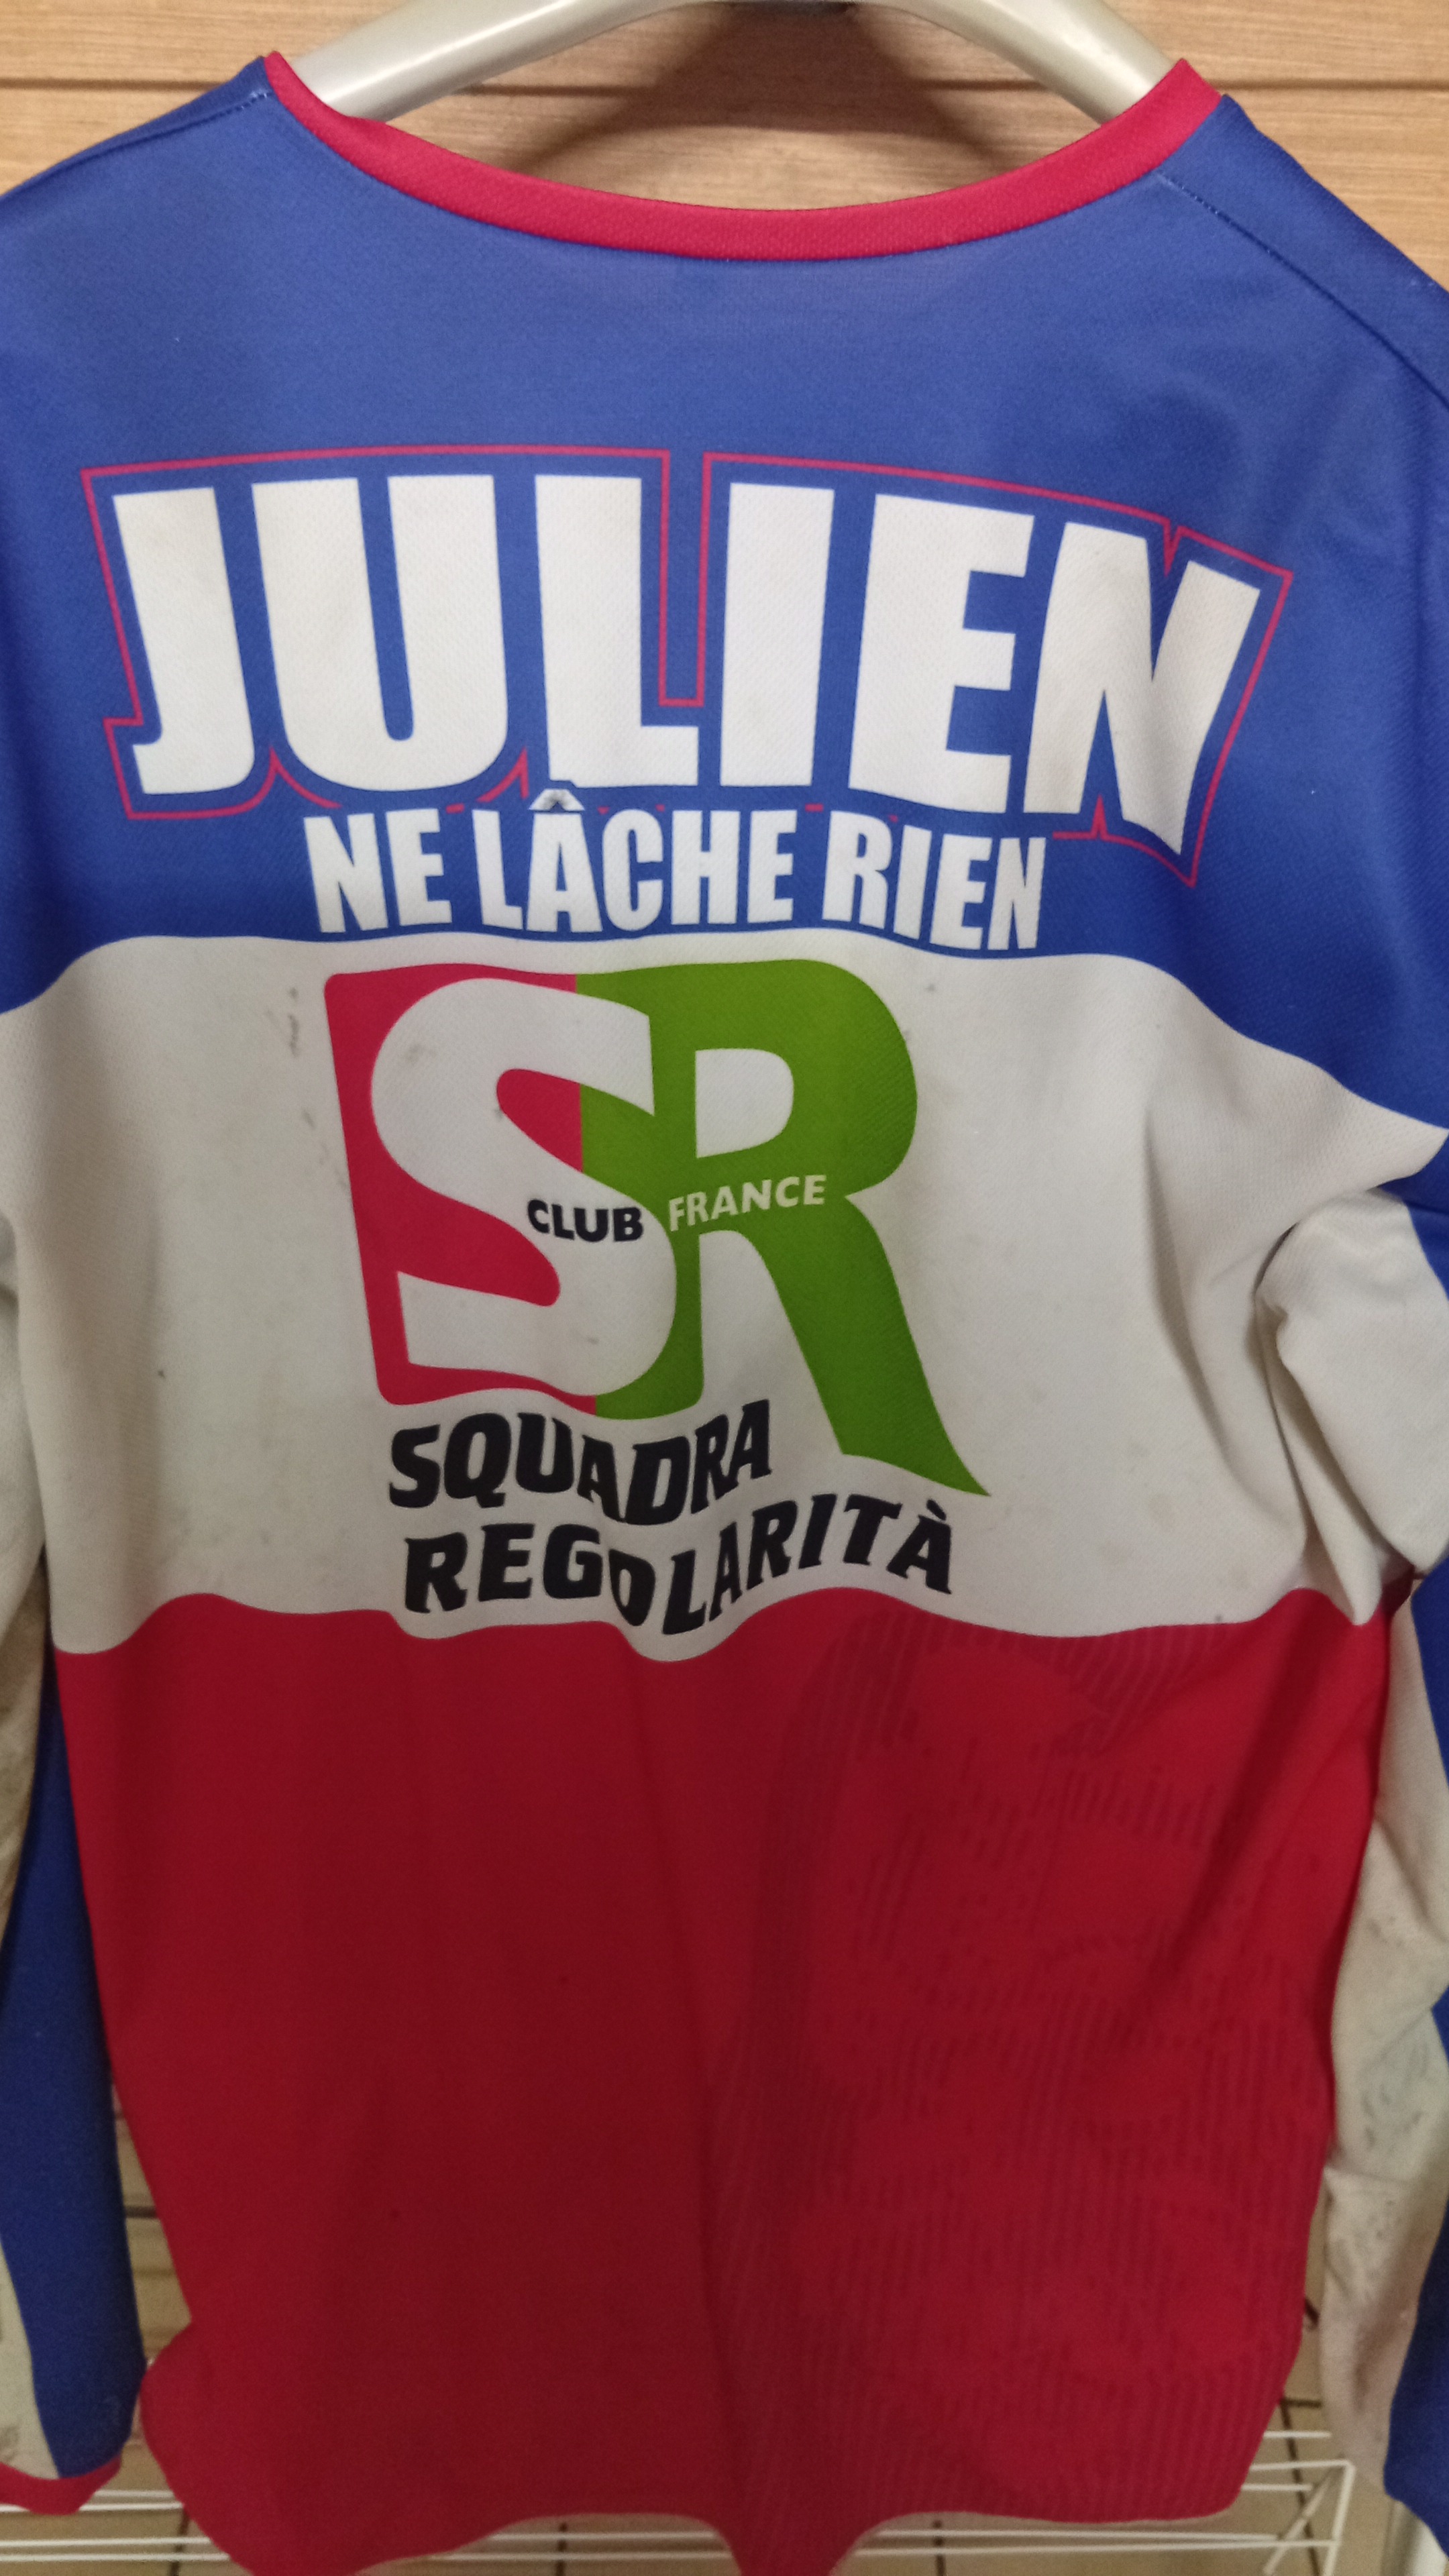 JULIEN
NE LÂCHE RIEN
SR
CLUB FRANCE
SQUADRA
REGOLARITÀ